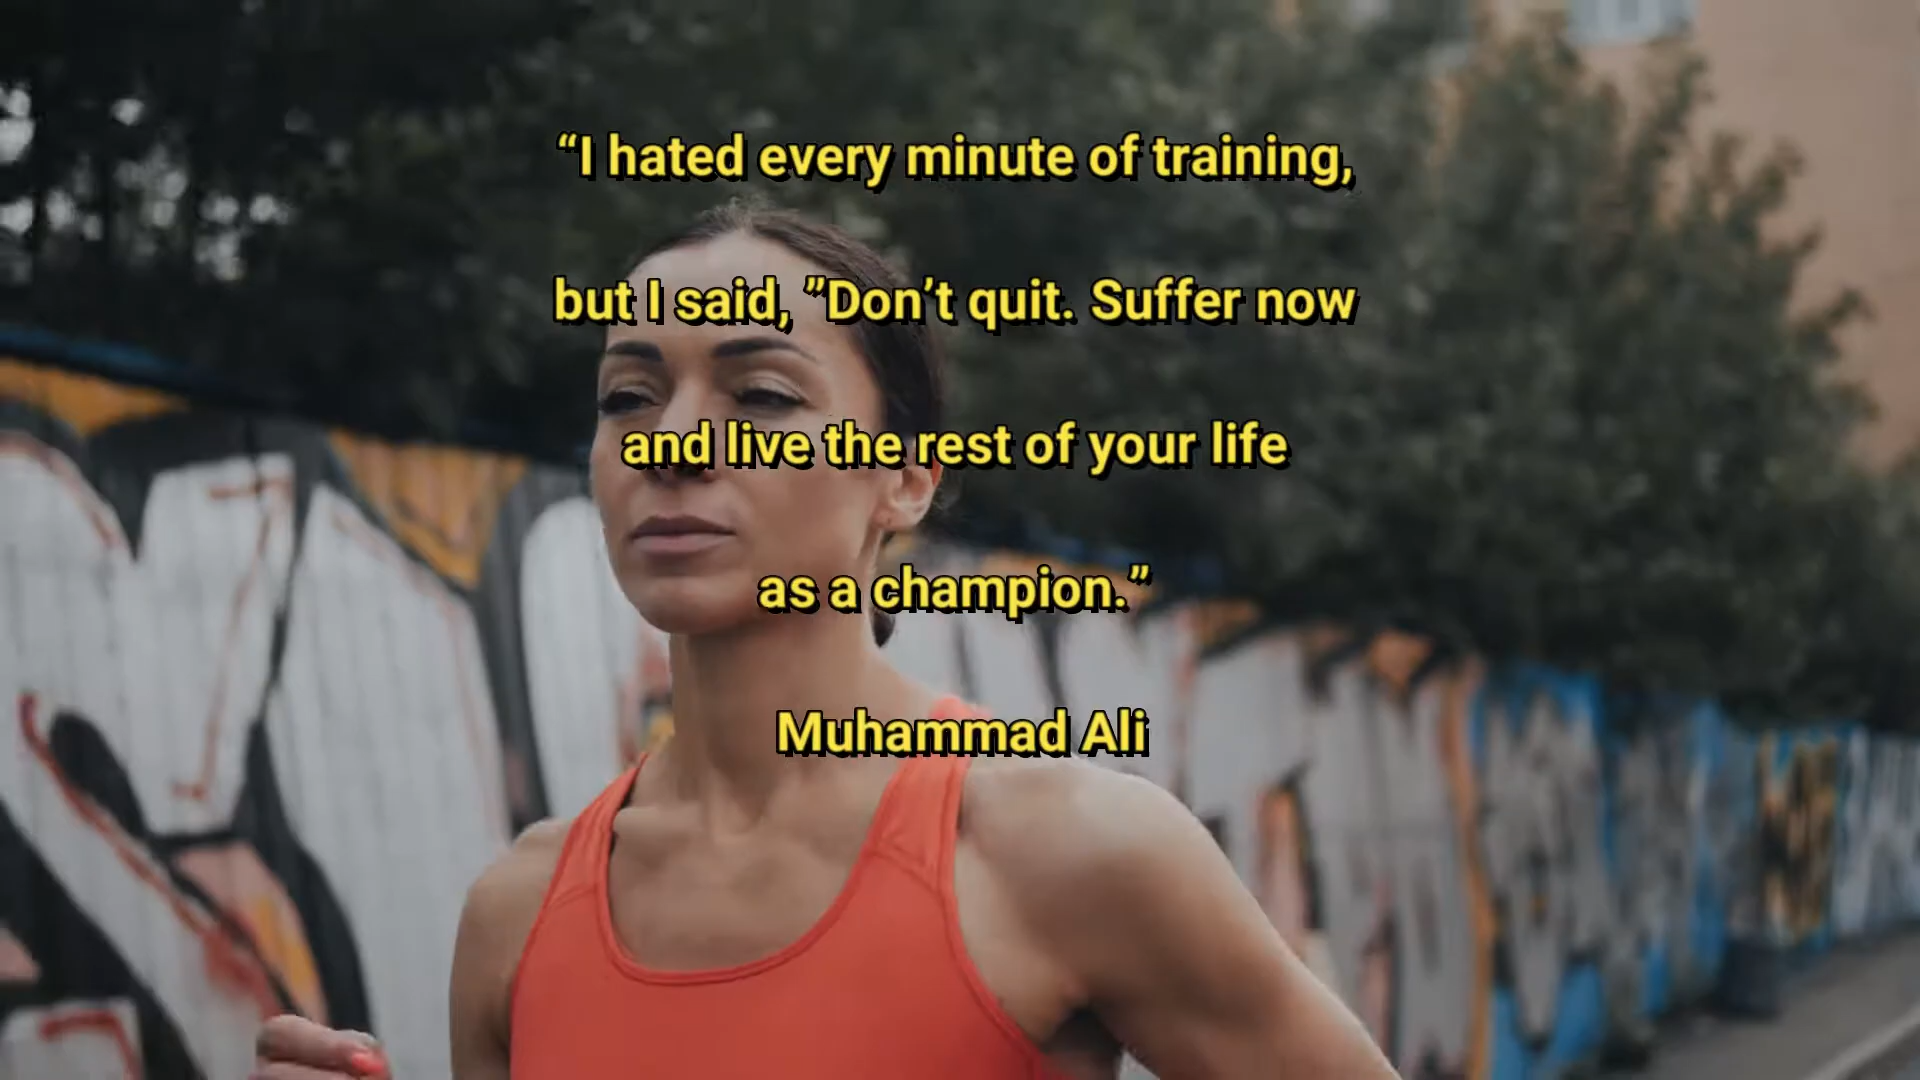 “I hated every minute of training,
but I said, ”Don’t quit. Suffer now
and live the rest of your life
as a champion.”
Muhammad Ali